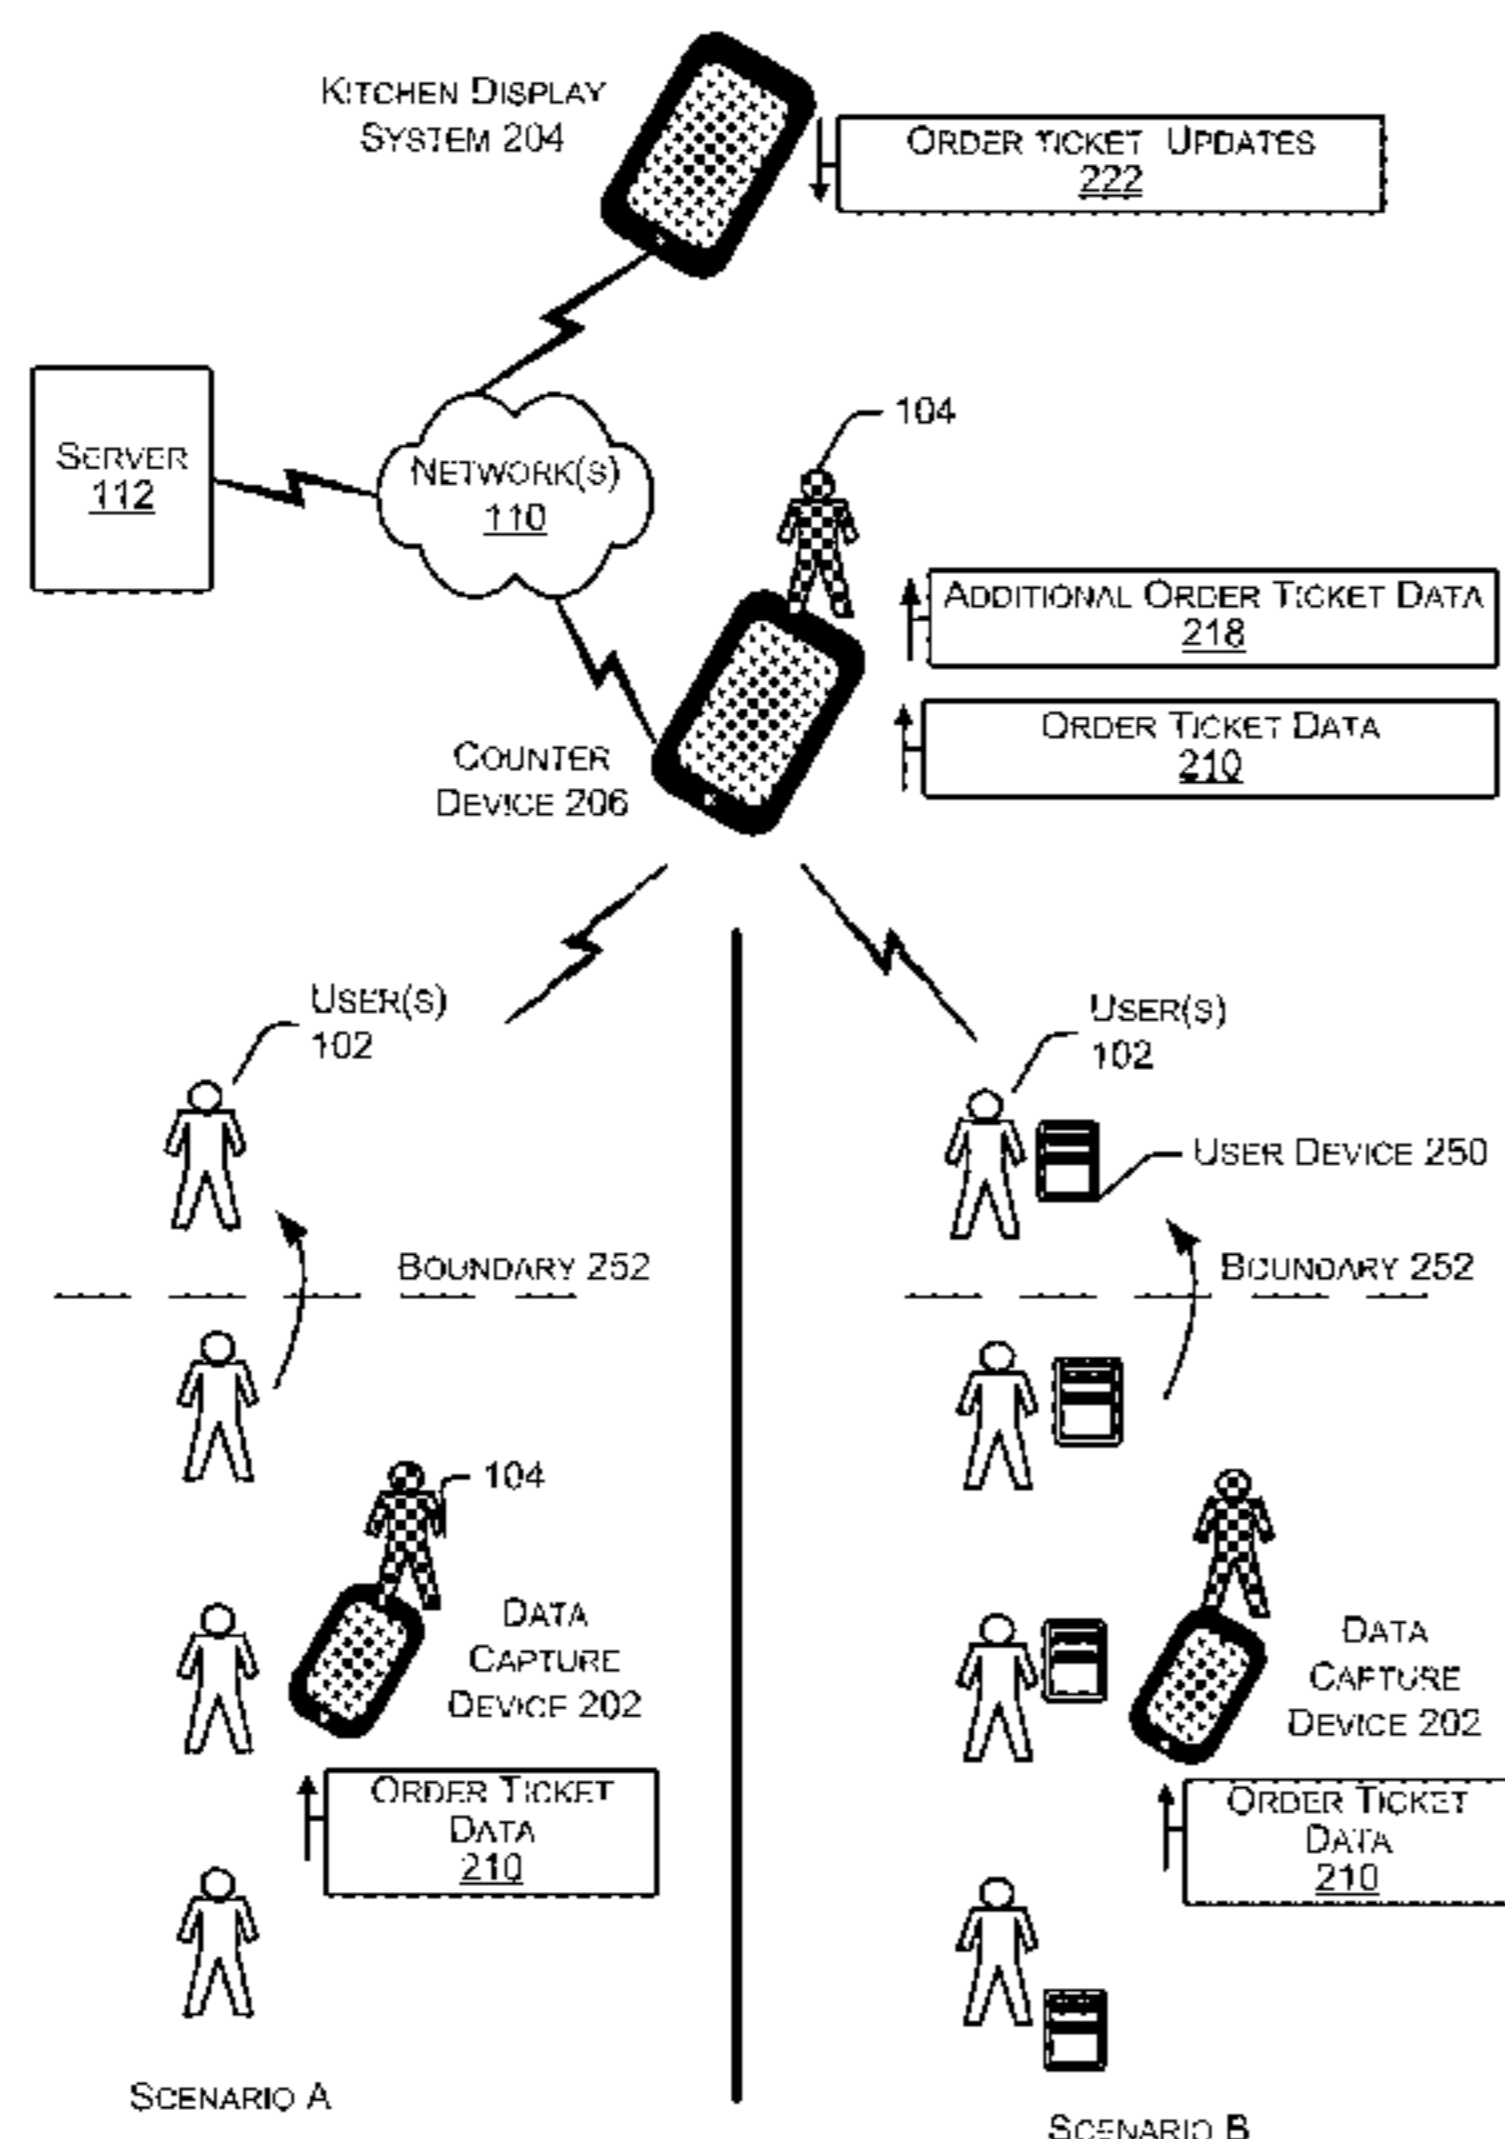 KITCHEN DISPLAY
SYSTEM 204
ORDER TICKET UPDATES
222
SERVER
112
NETWORK(S)
110
104
ADDITIONAL ORDER TICKET DATA
218
ORDER TICKET DATA
210
COUNTER
DEVICE 206
USER(S)
102
USER(S)
102
USER DEVICE 250
BOUNDARY 252
BOUNDARY 252
104
DATA
CAPTURE
DEVICE 202
DATA
CAPTURE
DEVICE 202
ORDER TICKET
DATA
210
ORDER TICKET
DATA
210
SCENARIO A
SCENARIO B